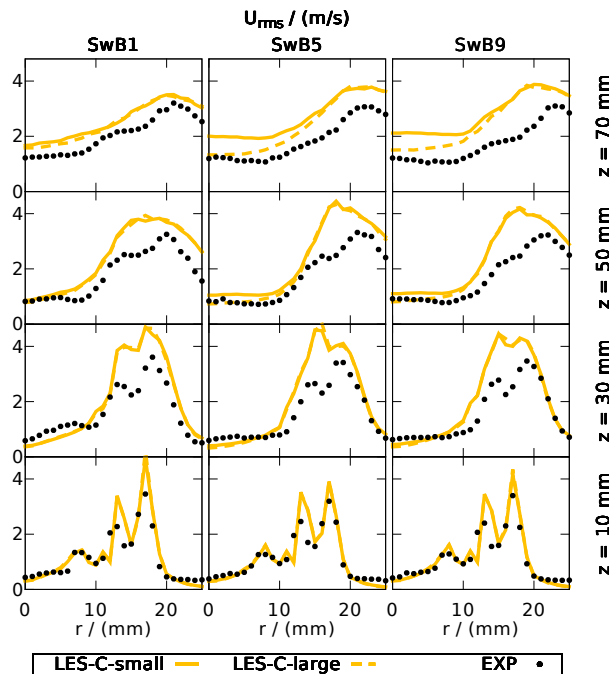 U_rms / (m/s)
SwB1 SwB5 SwB9
4
2
0
z = 70 mm
4
2
0
z = 50 mm
4
2
z = 30 mm
4
2
0
z = 10 mm
0 10 20 0 10 20 0 10 20
r / (mm) r / (mm) r / (mm)
LES-C-small LES-C-large EXP